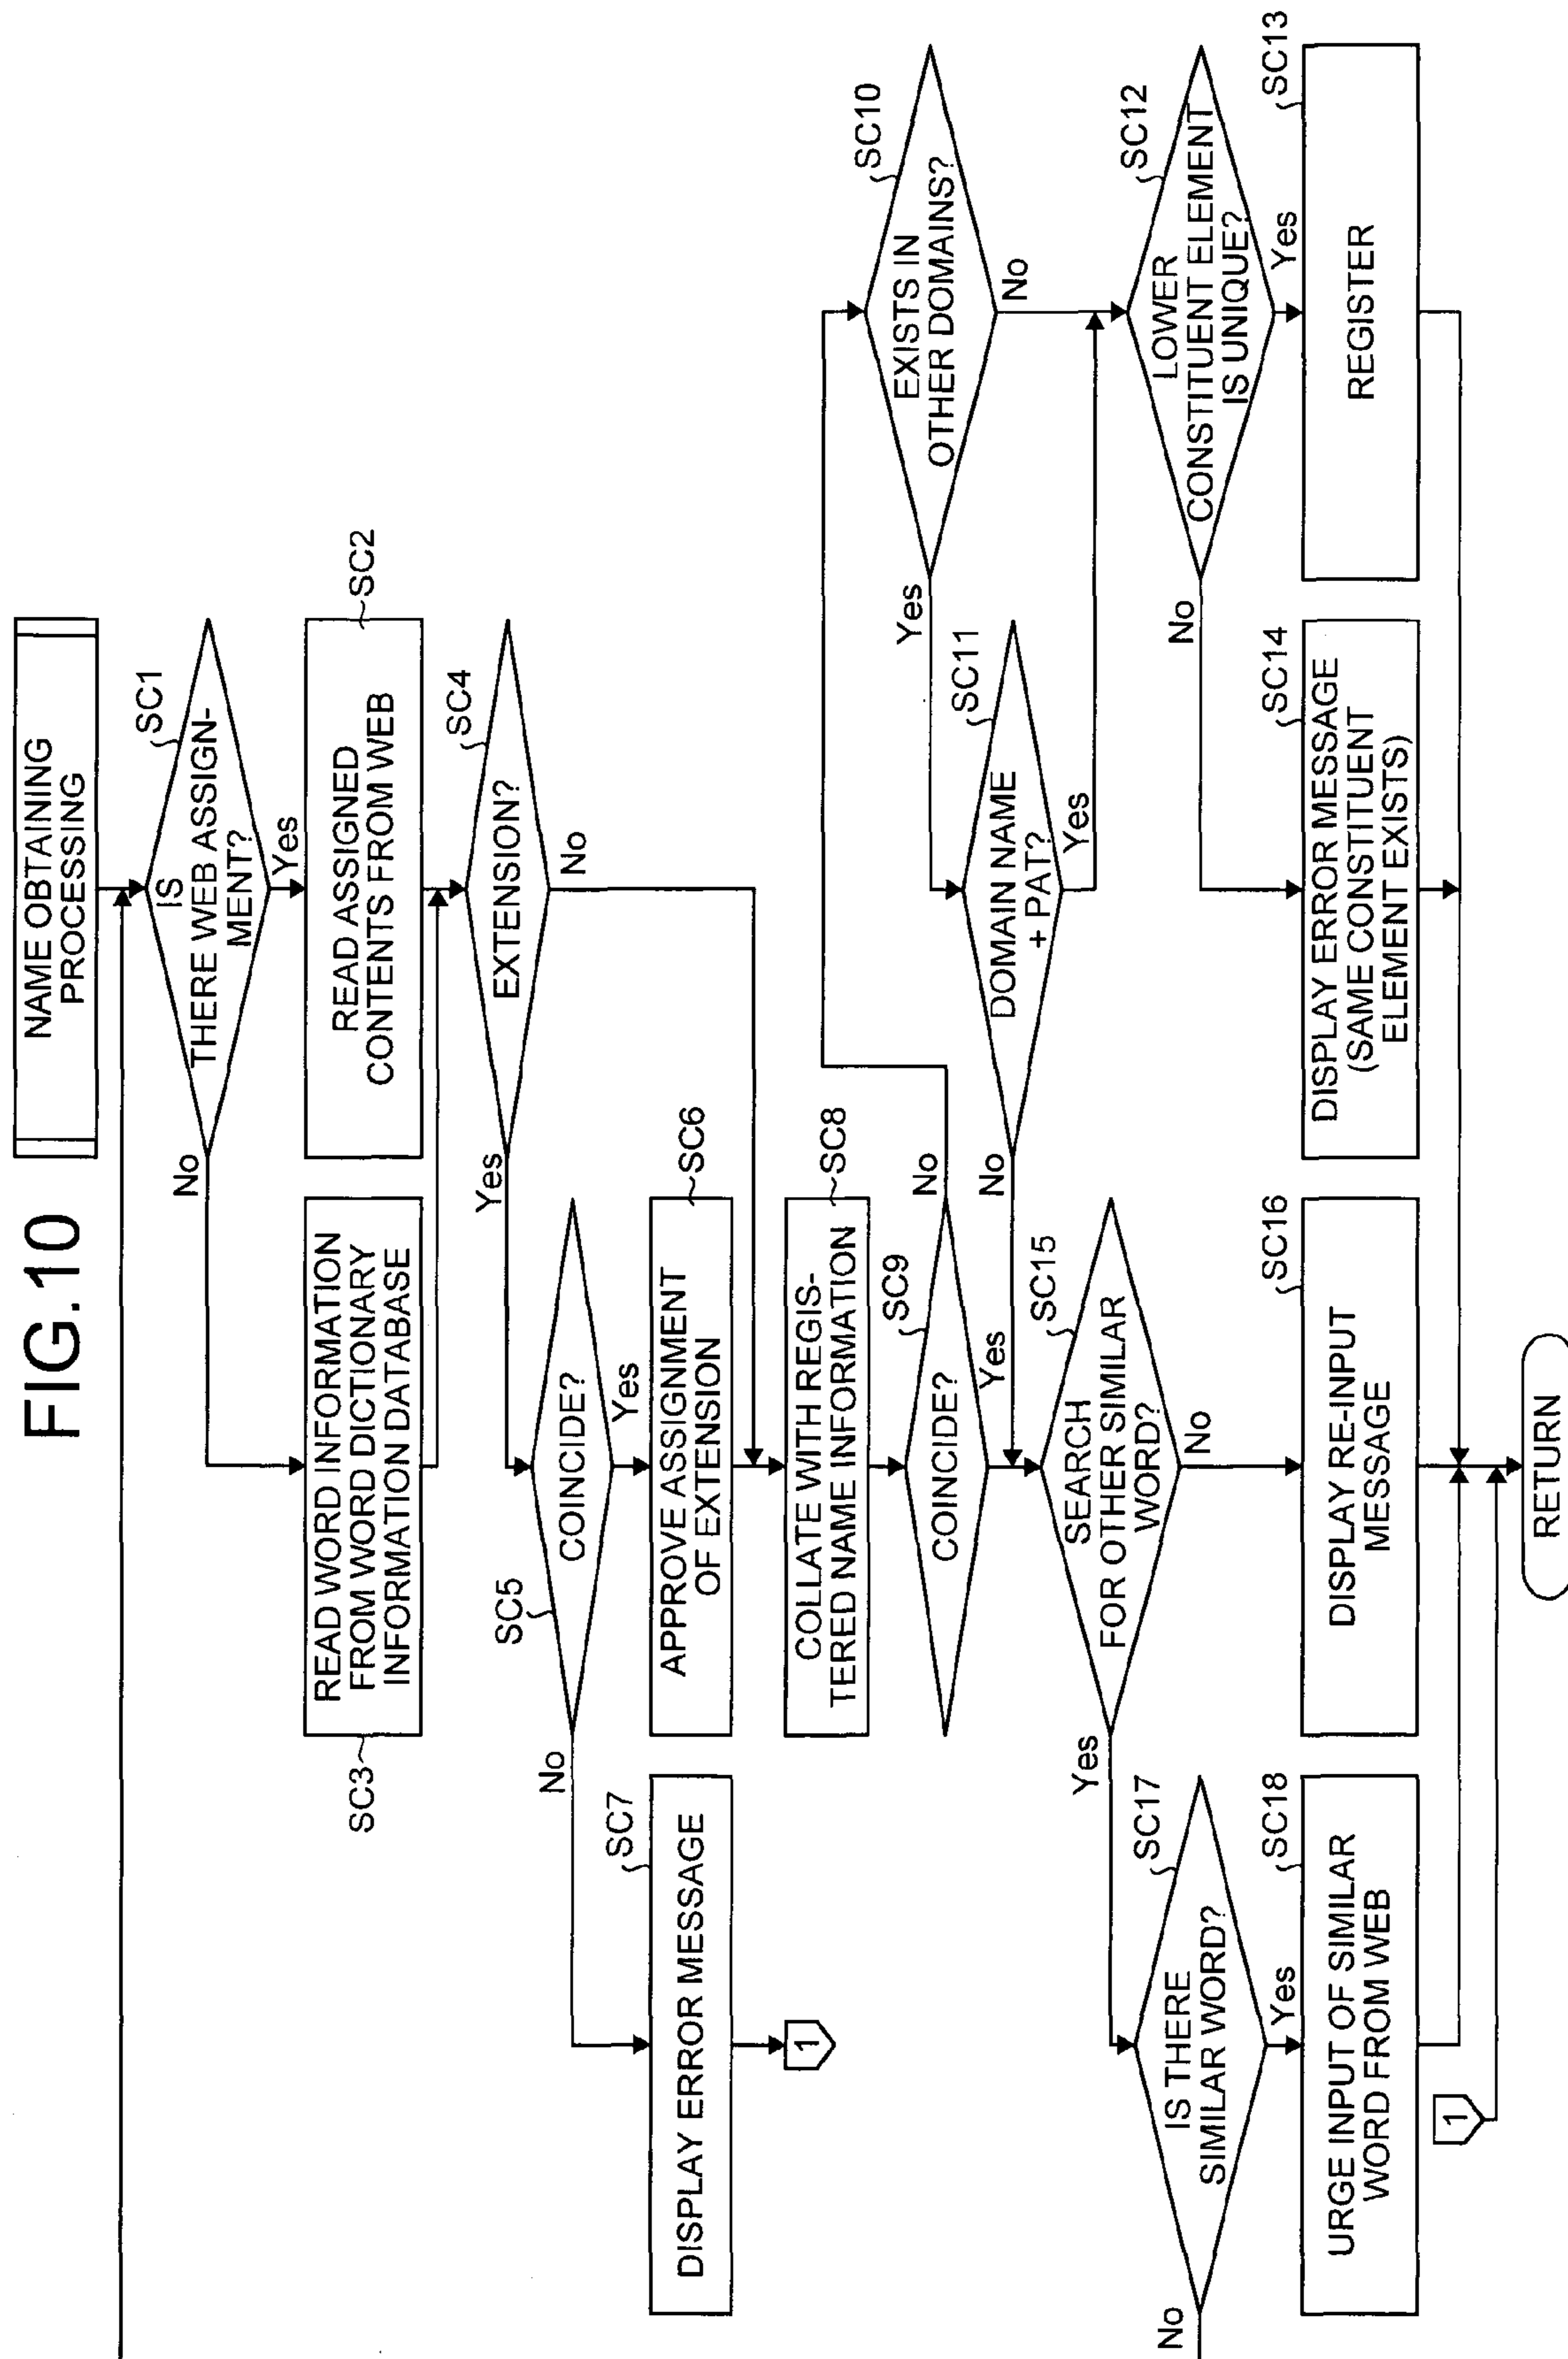 FIG.10
NAME OBTAINING
PROCESSING
SC1
IS
THERE WEB ASSIGN-
MENT?
No
Yes
SC2
READ ASSIGNED
CONTENTS FROM WEB
SC3
READ WORD INFORMATION
FROM WORD DICTIONARY
INFORMATION DATABASE
SC4
EXTENSION?
Yes
No
SC5
COINCIDE?
No
Yes
SC6
APPROVE ASSIGNMENT
OF EXTENSION
SC7
DISPLAY ERROR MESSAGE
1
SC8
COLLATE WITH REGIS-
TERED NAME INFORMATION
SC9
COINCIDE?
No
Yes
SC10
EXISTS IN
OTHER DOMAINS?
Yes
No
SC11
DOMAIN NAME
+ PAT?
No
Yes
SC12
LOWER
CONSTITUENT ELEMENT
IS UNIQUE?
No
Yes
SC13
REGISTER
SC14
DISPLAY ERROR MESSAGE
(SAME CONSTITUENT
ELEMENT EXISTS)
SC15
SEARCH
FOR OTHER SIMILAR
WORD?
Yes
No
SC16
DISPLAY RE-INPUT
MESSAGE
SC17
IS THERE
SIMILAR WORD?
No
Yes
SC18
URGE INPUT OF SIMILAR
WORD FROM WEB
1
RETURN